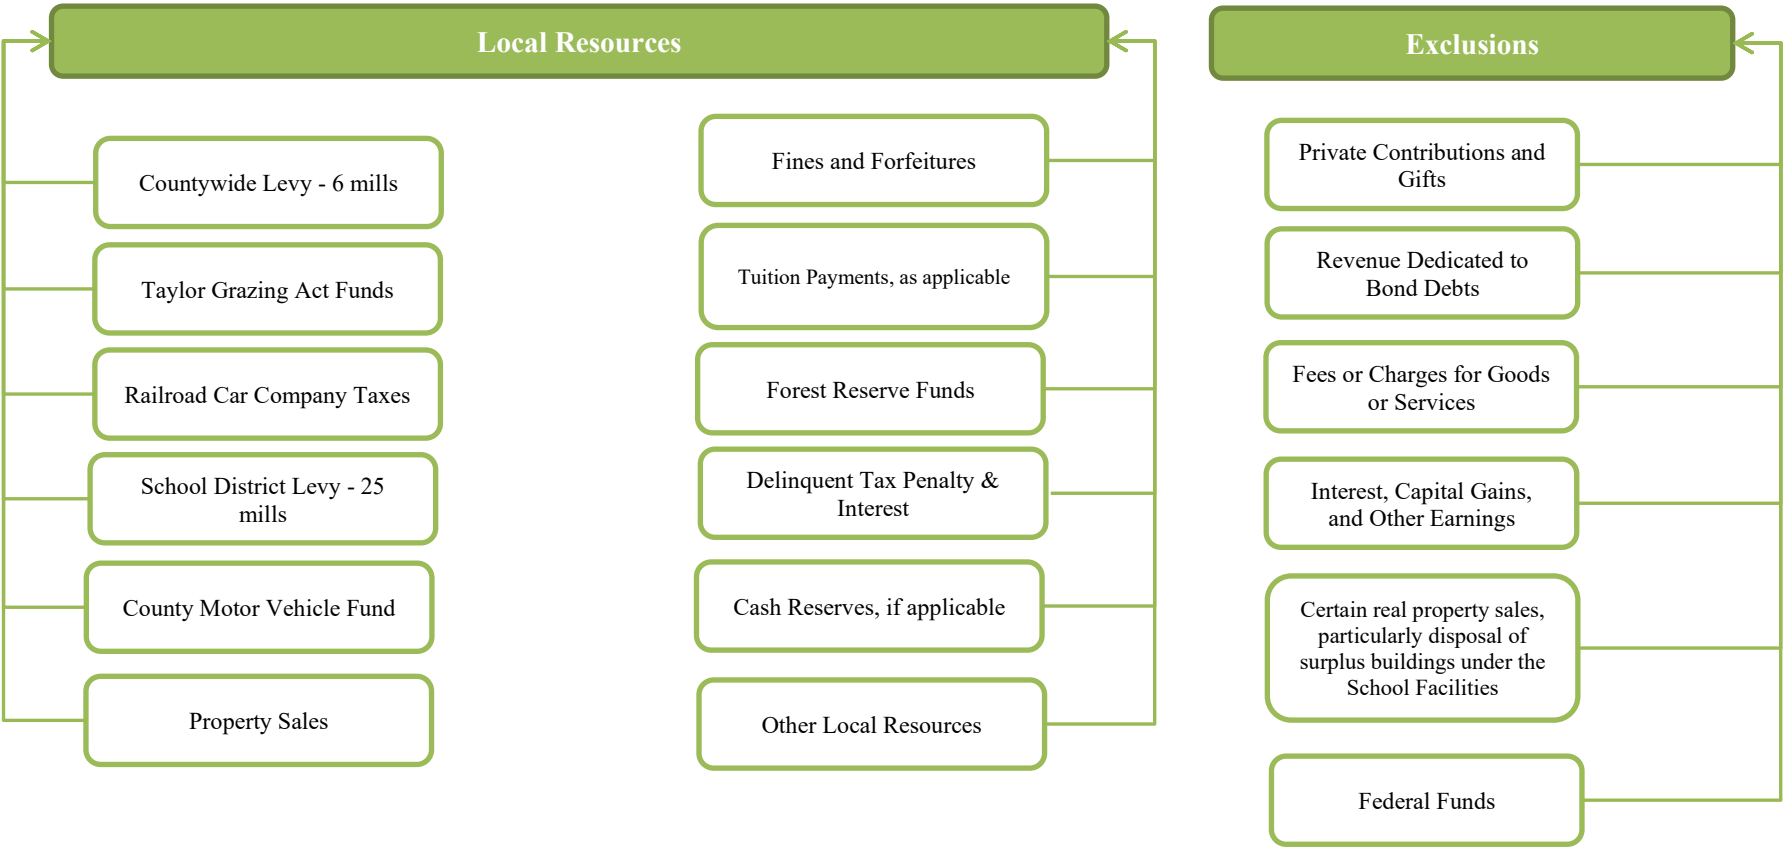 Local Resources
Countywide Levy - 6 mills
Taylor Grazing Act Funds
Railroad Car Company Taxes
School District Levy - 25
mills
County Motor Vehicle Fund
Property Sales
Fines and Forfeitures
Tuition Payments, as applicable
Forest Reserve Funds
Delinquent Tax Penalty &
Interest
Cash Reserves, if applicable
Other Local Resources
Exclusions
Private Contributions and
Gifts
Revenue Dedicated to
Bond Debts
Fees or Charges for Goods
or Services
Interest, Capital Gains,
and Other Earnings
Certain real property sales,
particularly disposal of
surplus buildings under the
School Facilities
Federal Funds